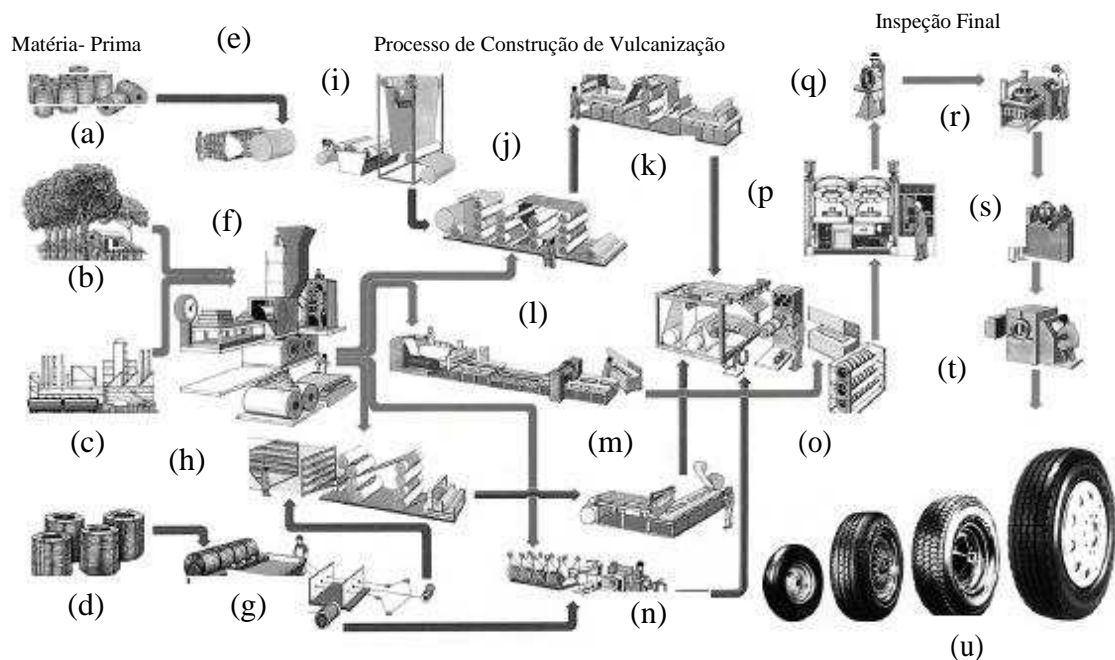 Matéria- Prima
Processo de Construção de Vulcanização
Inspeção Final
(a)
(b)
(c)
(d)
(e)
(f)
(g)
(h)
(i)
(j)
(k)
(l)
(m)
(n)
(o)
(p)
(q)
(r)
(s)
(t)
(u)